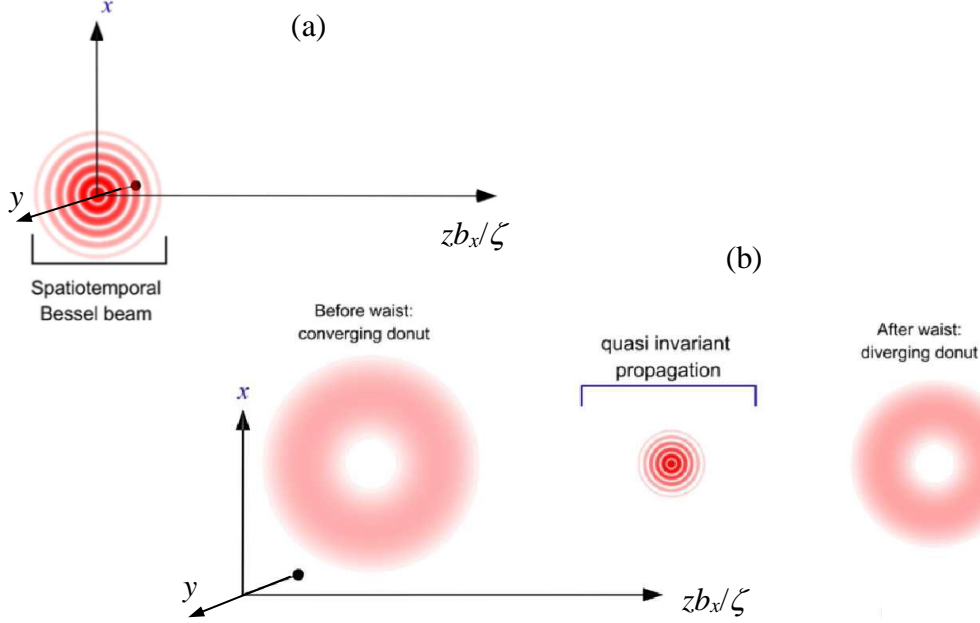 x
(a)
y
zbₓ/ζ
Spatiotemporal
Bessel beam
(b)
Before waist:
converging donut
quasi invariant
propagation
After waist:
diverging donut
x
y
zbₓ/ζ